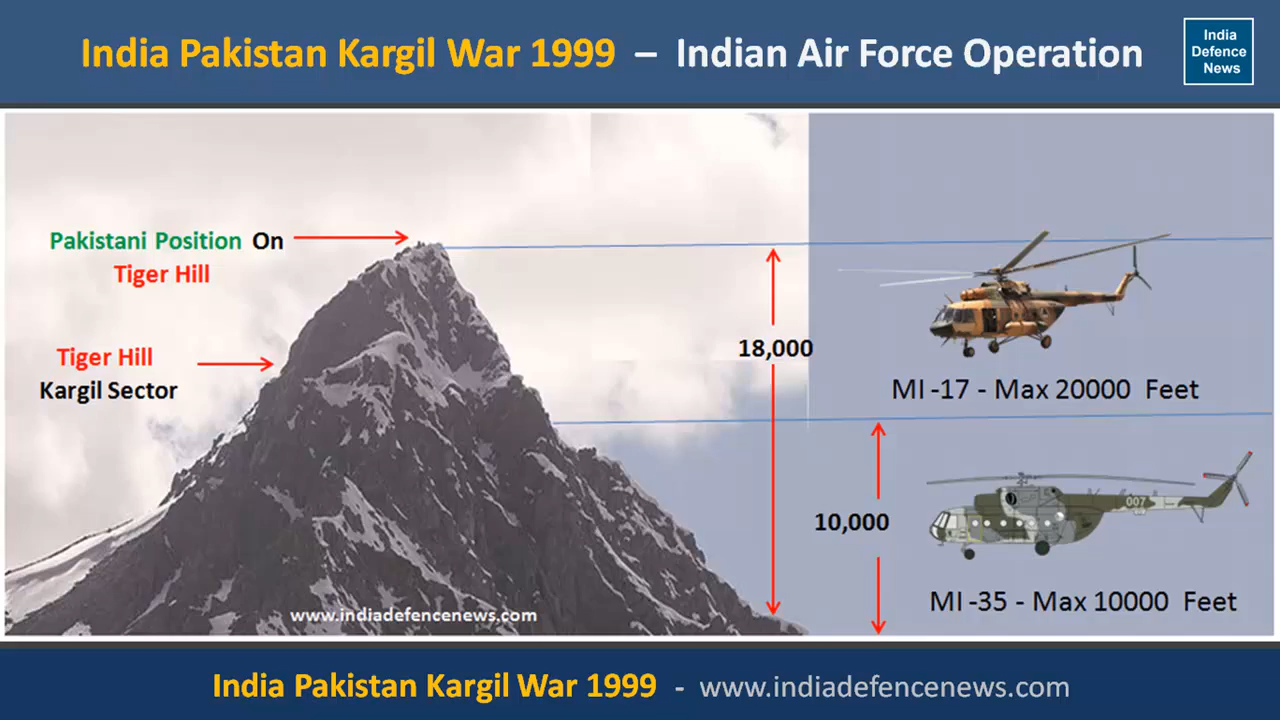 India Pakistan Kargil War 1999 – Indian Air Force Operation
India
Defence
News
Pakistani Position On
Tiger Hill
Tiger Hill
Kargil Sector
18,000
MI -17 - Max 20000 Feet
10,000
007
MI -35 - Max 10000 Feet
www.indiadefencenews.com
India Pakistan Kargil War 1999 - www.indiadefencenews.com